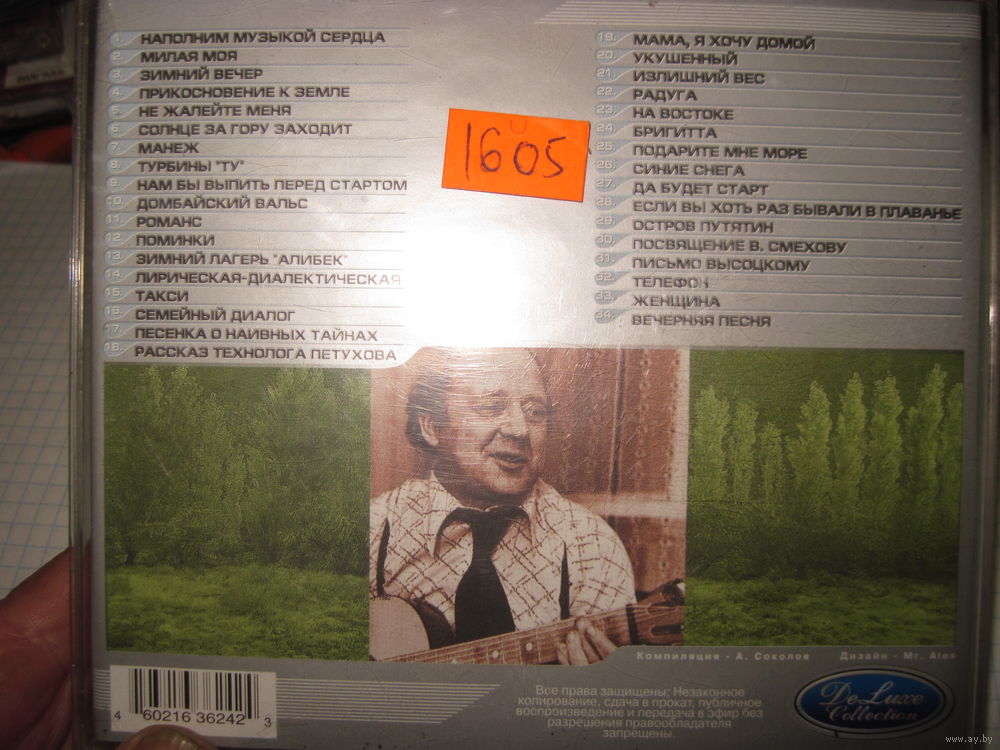 1. НАПОЛНИМ МУЗЫКОЙ СЕРДЦА
2. МИЛАЯ МОЯ
3. ЗИМНИЙ ВЕЧЕР
4. ПРИКОСНОВЕНИЕ К ЗЕМЛЕ
5. НЕ ЖАЛЕЙТЕ МЕНЯ
6. СОЛНЦЕ ЗА ГОРУ ЗАХОДИТ
7. МАНЕЖ
8. ТУРБИНЫ "ТУ"
9. НАМ БЫ ВЫПИТЬ ПЕРЕД СТАРТОМ
10. ДОМБАЙСКИЙ ВАЛЬС
11. РОМАНС
12. ПОМИНКИ
13. ЗИМНИЙ ЛАГЕРЬ "АЛИБЕК"
14. ЛИРИЧЕСКАЯ-ДИАЛЕКТИЧЕСКАЯ
15. ТАКСИ
16. СЕМЕЙНЫЙ ДИАЛОГ
17. ПЕСЕНКА О НАИВНЫХ ТАЙНАХ
18. РАССКАЗ ТЕХНОЛОГА ПЕТУХОВА
19. МАМА, Я ХОЧУ ДОМОЙ
20. УКУШЕННЫЙ
21. ИЗЛИШНИЙ ВЕС
22. РАДУГА
23. НА ВОСТОКЕ
24. БРИГИТТА
25. ПОДАРИТЕ МНЕ МОРЕ
26. СИНИЕ СНЕГА
27. ДА БУДЕТ СТАРТ
28. ЕСЛИ ВЫ ХОТЬ РАЗ БЫВАЛИ В ПЛАВАНЬЕ
29. ОСТРОВ ПУТЯТИН
30. ПОСВЯЩЕНИЕ В. СМЕХОВУ
31. ПИСЬМО ВЫСОЦКОМУ
32. ТЕЛЕФОН
33. ЖЕНЩИНА
34. ВЕЧЕРНЯЯ ПЕСНЯ
1605
Компиляция - А. Соколов Дизайн - Mr. Alex
4 60216 36242 3
Все права защищены; Незаконное
копирование, сдача в прокат, публичное
воспроизведение и передача в эфир без
разрешения правообладателя
запрещены.
De Luxe
Collection
www.ay.by